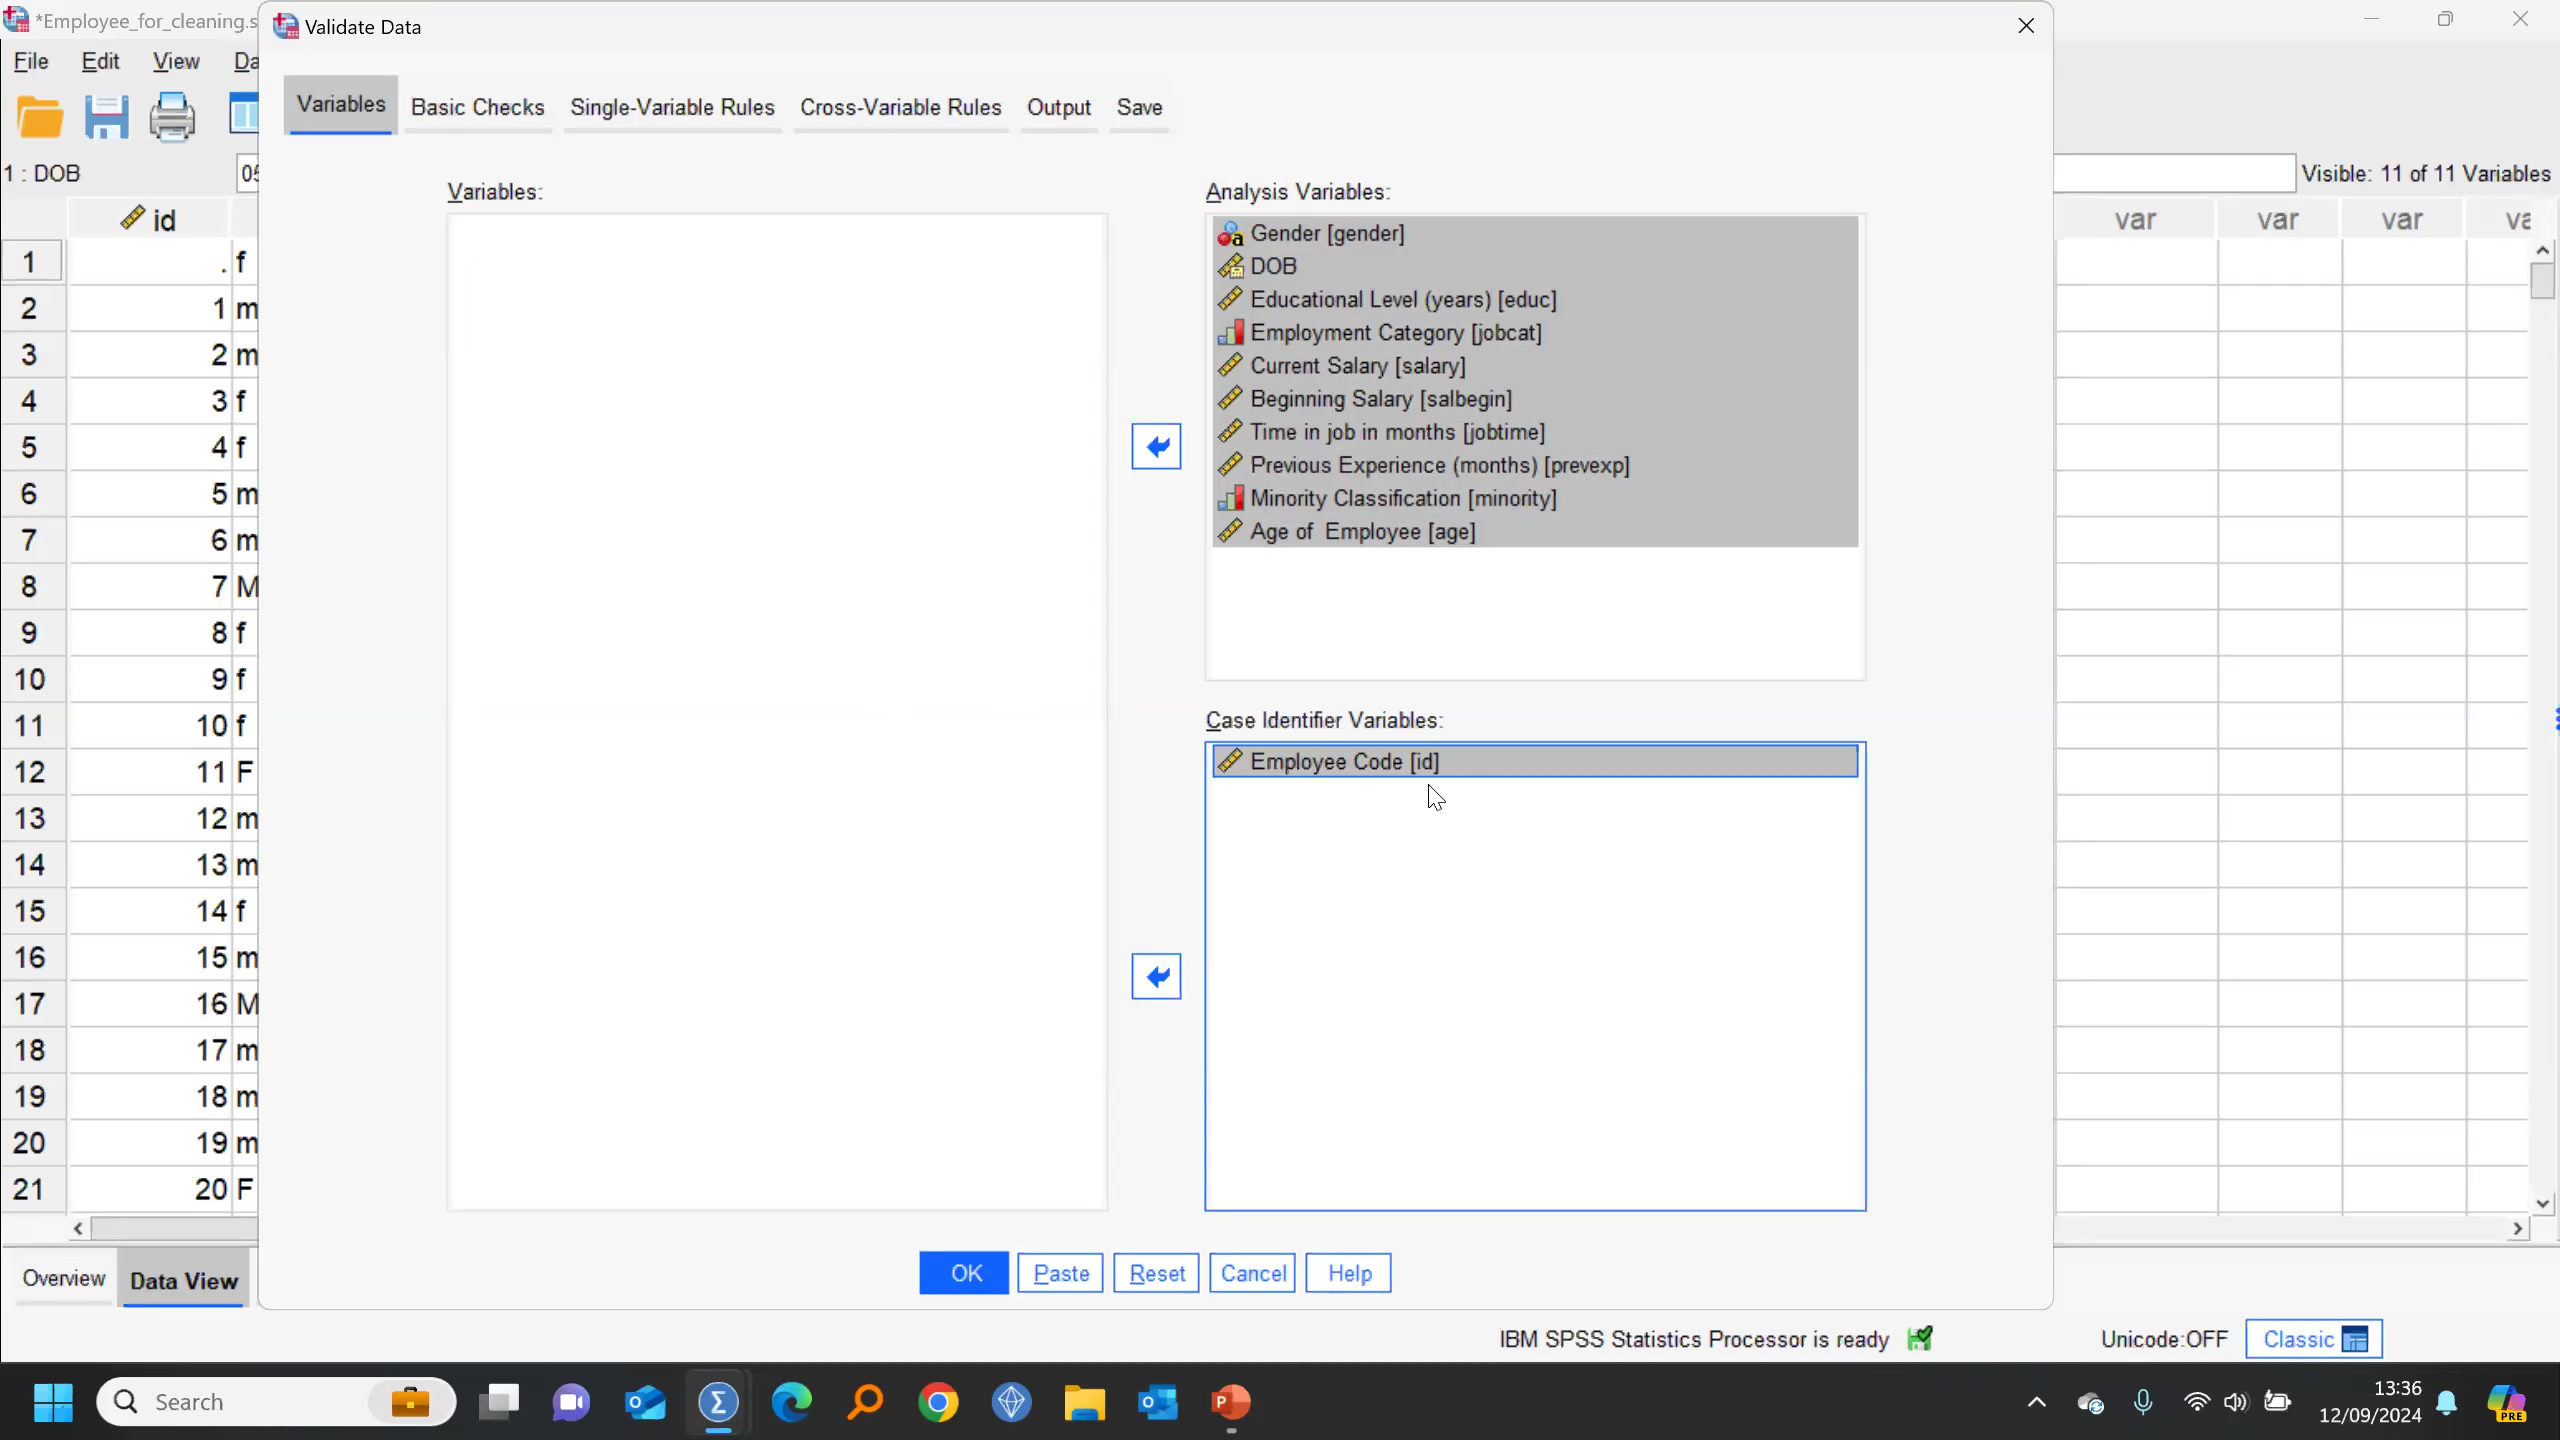 *Employee_for_cleaning.s
Validate Data
File Edit View Da
Variables Basic Checks Single-Variable Rules Cross-Variable Rules Output Save
1 : DOB 05
Visible: 11 of 11 Variables
Variables:
Analysis Variables:
id
var var var va
Gender [gender]
DOB
Educational Level (years) [educ]
Employment Category [jobcat]
Current Salary [salary]
Beginning Salary [salbegin]
Time in job in months [jobtime]
Previous Experience (months) [prevexp]
Minority Classification [minority]
Age of Employee [age]
Case Identifier Variables:
Employee Code [id]
1 . f
2 1 m
3 2 m
4 3 f
5 4 f
6 5 m
7 6 m
8 7 M
9 8 f
10 9 f
11 10 f
12 11 F
13 12 m
14 13 m
15 14 f
16 15 m
17 16 M
18 17 m
19 18 m
20 19 m
21 20 F
OK Paste Reset Cancel Help
Overview Data View
IBM SPSS Statistics Processor is ready
Unicode:OFF
Classic
Search
13:36
12/09/2024
PRE